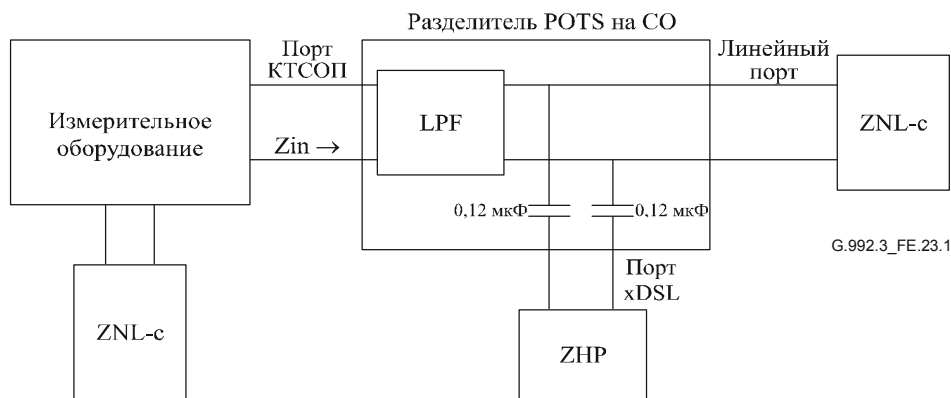 Разделитель POTS на CO
Порт
КТСОП
Линейный
порт
Измерительное
оборудование
LPF
ZNL-c
Zin →
0,12 мкФ
0,12 мкФ
G.992.3_FE.23.1
Порт
xDSL
ZNL-c
ZHP